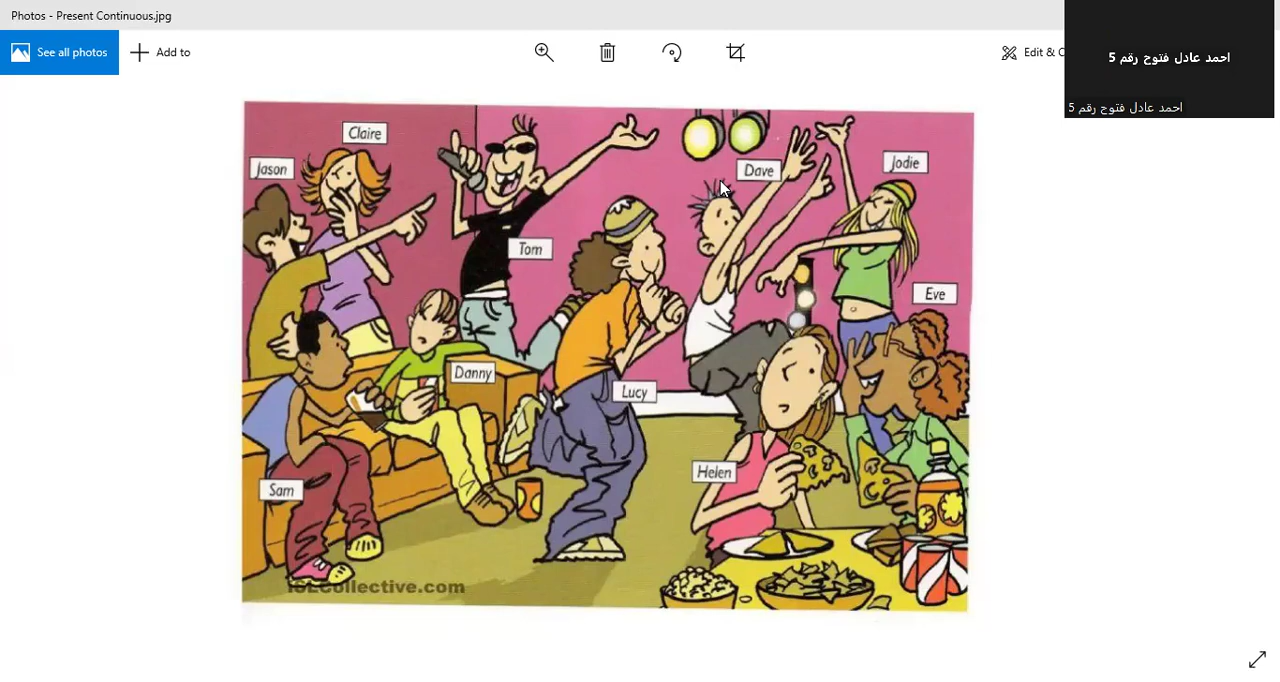 Photos - Present Continuous.jpg
See all photos
Add to
Edit & C
احمد عادل فتوح رقم 5
احمد عادل فتوح رقم 5
Claire
Jason
Dave
Jodie
Tom
Eve
Danny
Lucy
Helen
Sam
iSLCollective.com